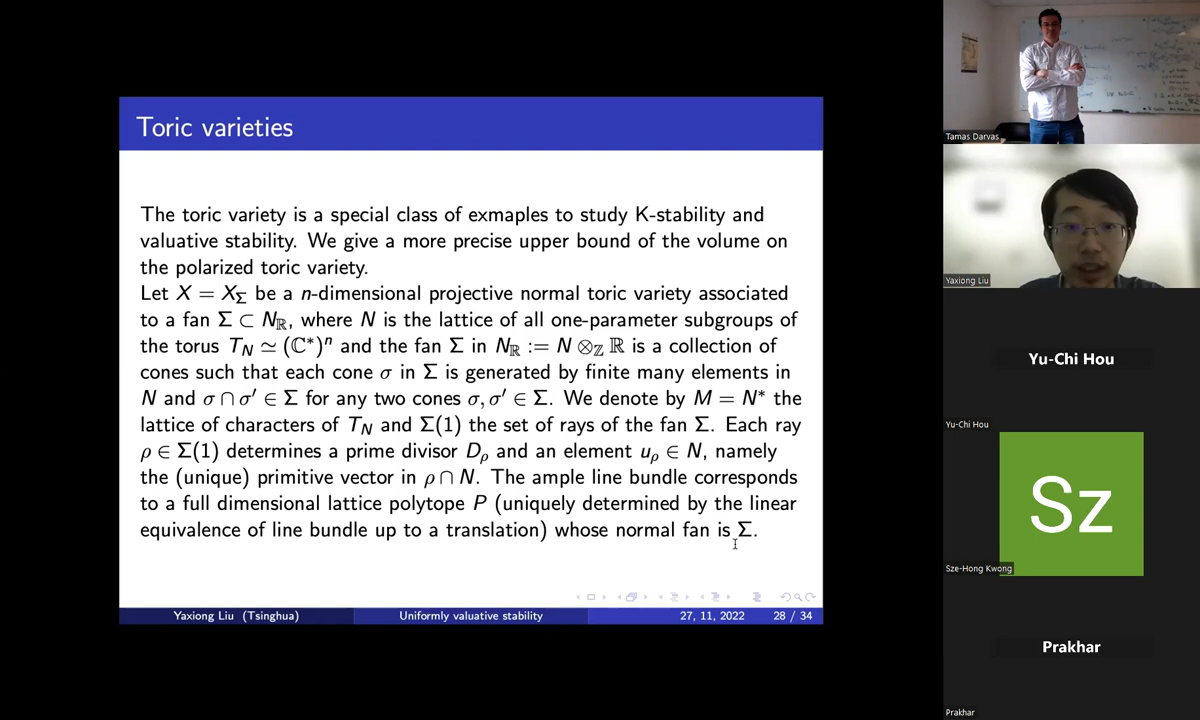 Toric varieties
The toric variety is a special class of exmaples to study K-stability and
valuative stability. We give a more precise upper bound of the volume on
the polarized toric variety.
Let X = X_Σ be a n-dimensional projective normal toric variety associated
to a fan Σ ⊂ N_ℝ, where N is the lattice of all one-parameter subgroups of
the torus T_N ≃ (ℂ*)ⁿ and the fan Σ in N_ℝ := N ⊗_ℤ ℝ is a collection of
cones such that each cone σ in Σ is generated by finite many elements in
N and σ ∩ σ′ ∈ Σ for any two cones σ, σ′ ∈ Σ. We denote by M = N* the
lattice of characters of T_N and Σ(1) the set of rays of the fan Σ. Each ray
ρ ∈ Σ(1) determines a prime divisor D_ρ and an element u_ρ ∈ N, namely
the (unique) primitive vector in ρ ∩ N. The ample line bundle corresponds
to a full dimensional lattice polytope P (uniquely determined by the linear
equivalence of line bundle up to a translation) whose normal fan is Σ.
Yaxiong Liu (Tsinghua) Uniformly valuative stability 27, 11, 2022 28 / 34
Tamas Darvas
Yaxiong Liu
Yu-Chi Hou
Yu-Chi Hou
Sz
Sze-Hong Kwong
Prakhar
Prakhar